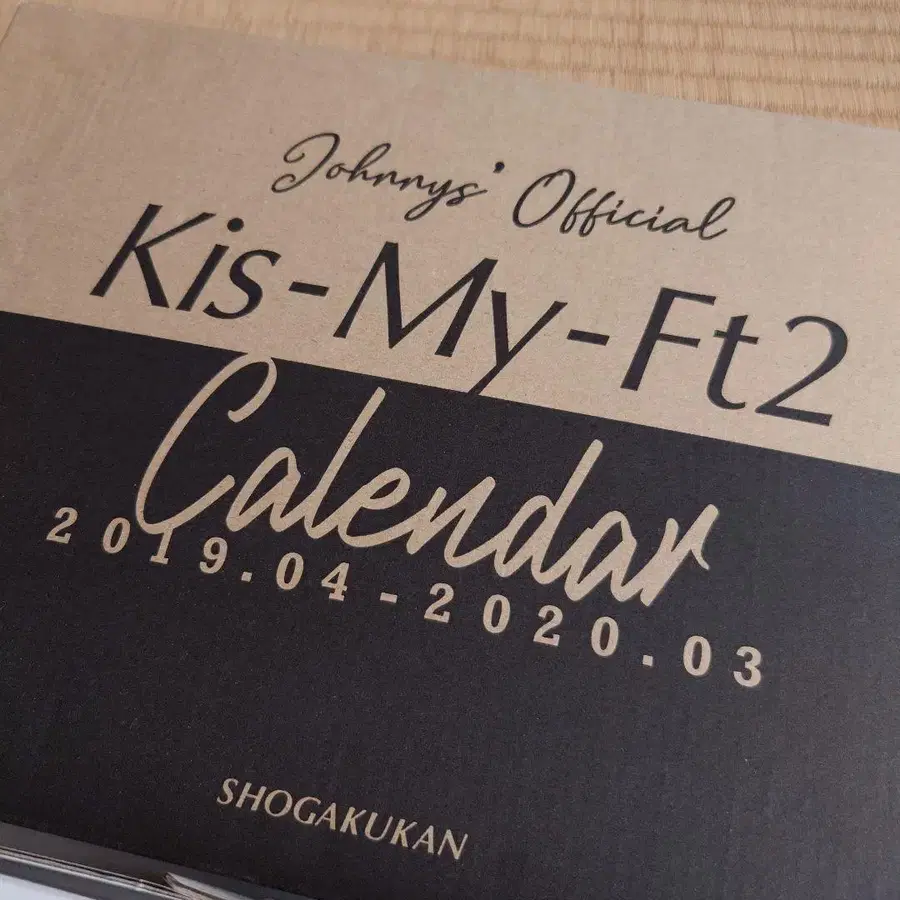 Johnnys' Official
Kis-My-Ft2
Calendar
2019.04-2020.03
SHOGAKUKAN